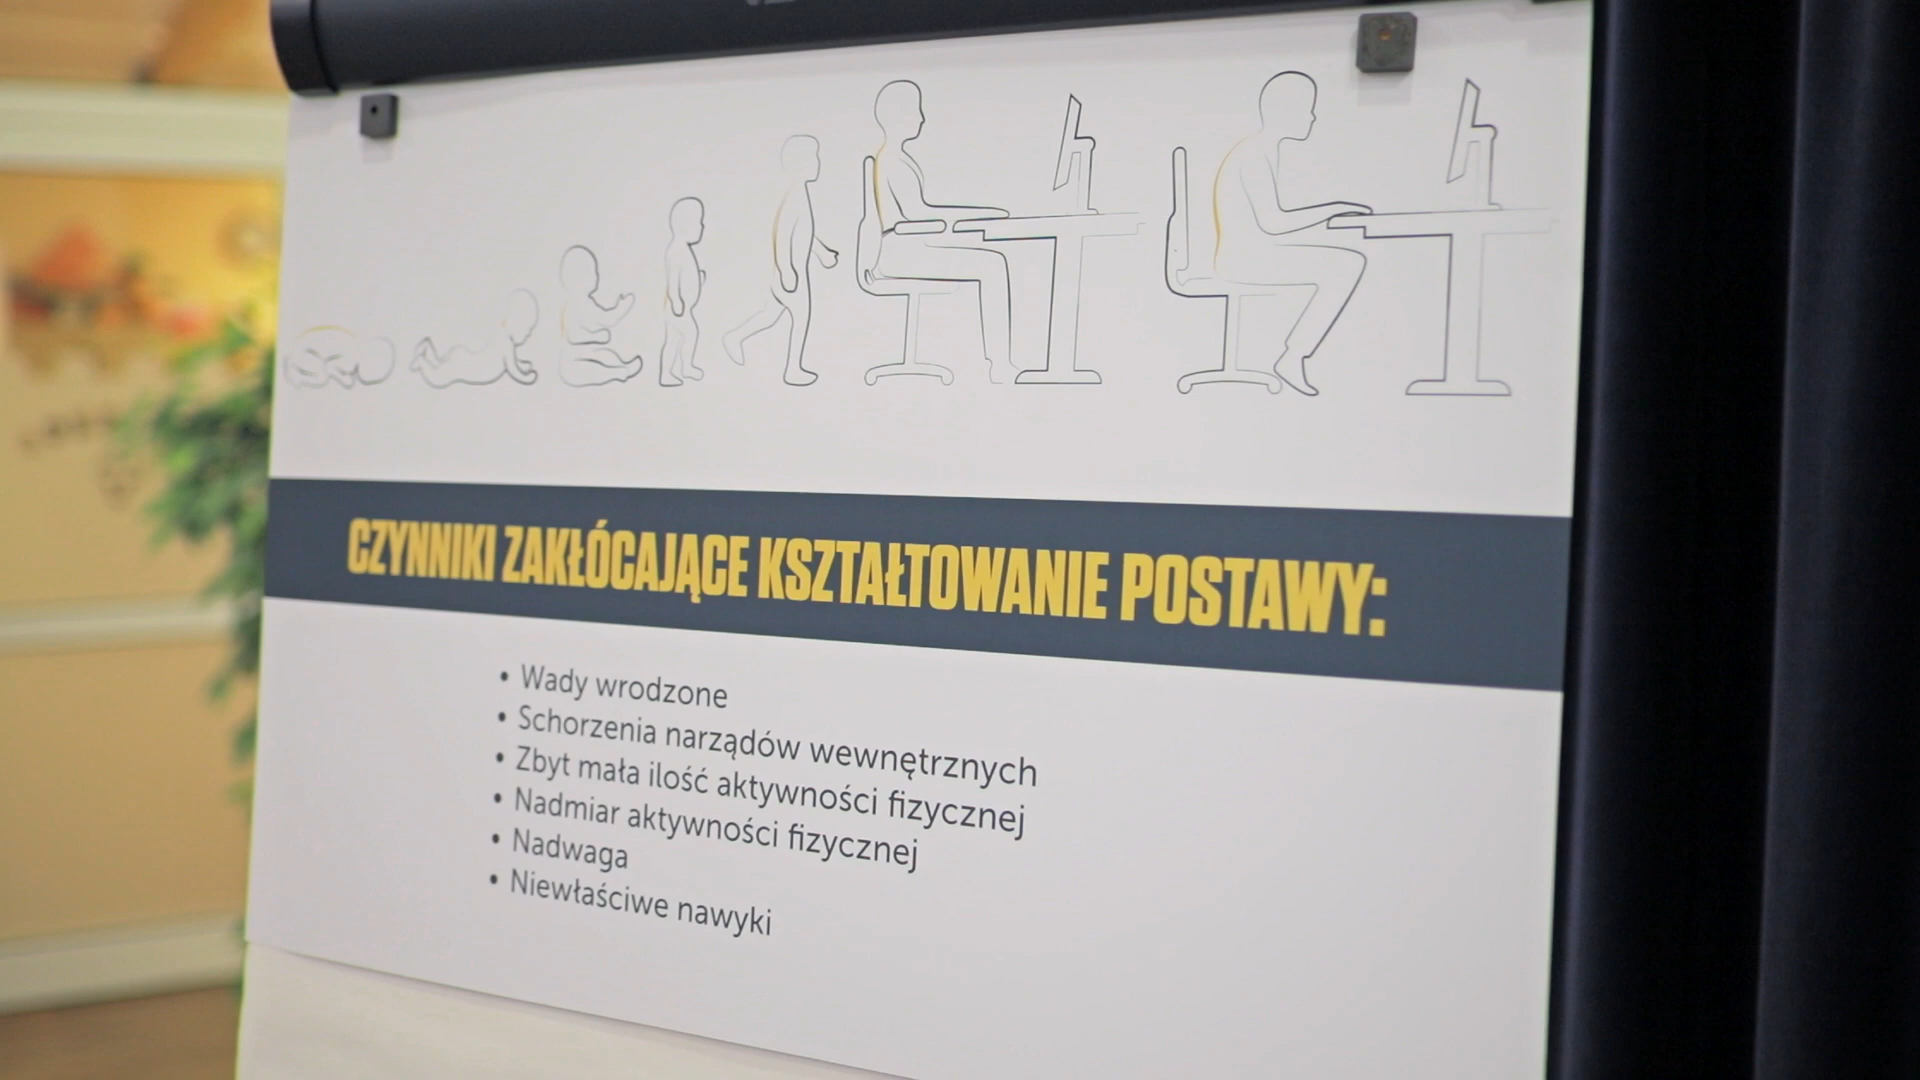 CZYNNIKI ZAKŁÓCAJĄCE KSZTAŁTOWANIE POSTAWY:
• Wady wrodzone
• Schorzenia narządów wewnętrznych
• Zbyt mała ilość aktywności fizycznej
• Nadmiar aktywności fizycznej
• Nadwaga
• Niewłaściwe nawyki